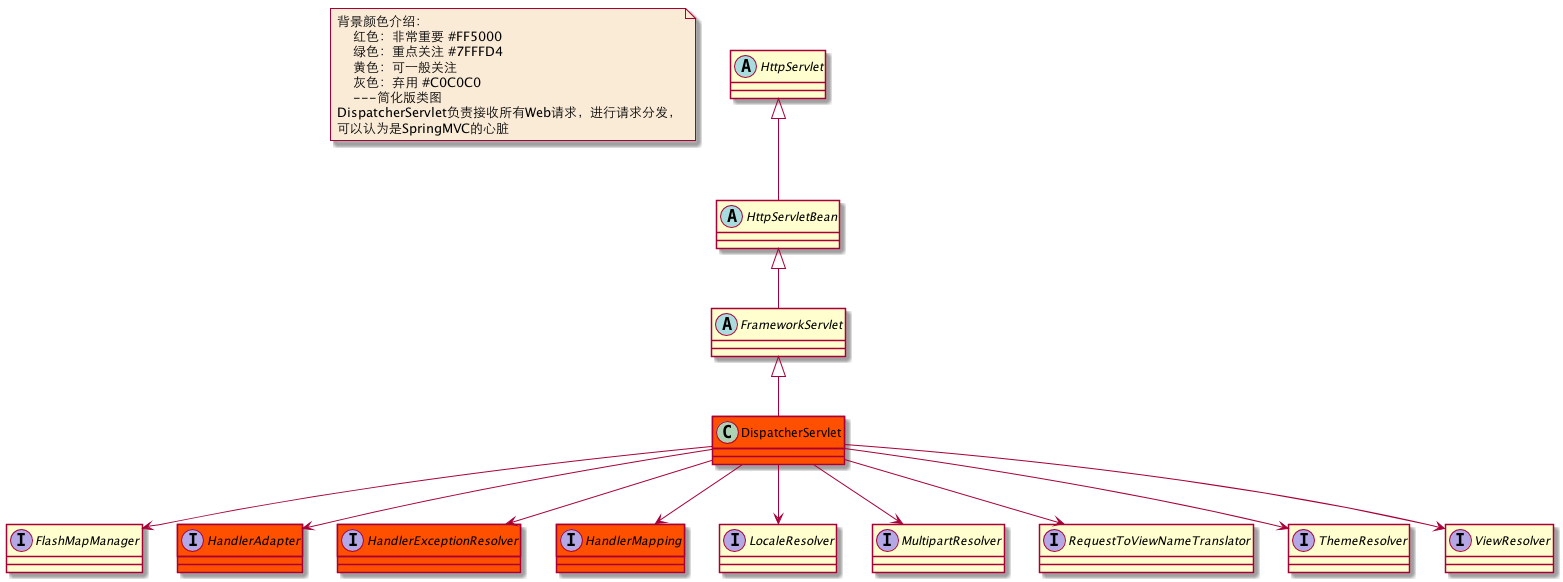 背景颜色介绍：
红色：非常重要 #FF5000
绿色：重点关注 #7FFFD4
黄色：可一般关注
灰色：弃用 #C0C0C0
---简化版类图
DispatcherServlet负责接收所有Web请求，进行请求分发，
可以认为是SpringMVC的心脏
A HttpServlet
A HttpServletBean
A FrameworkServlet
C DispatcherServlet
I FlashMapManager
I HandlerAdapter
I HandlerExceptionResolver
I HandlerMapping
I LocaleResolver
I MultipartResolver
I RequestToViewNameTranslator
I ThemeResolver
I ViewResolver